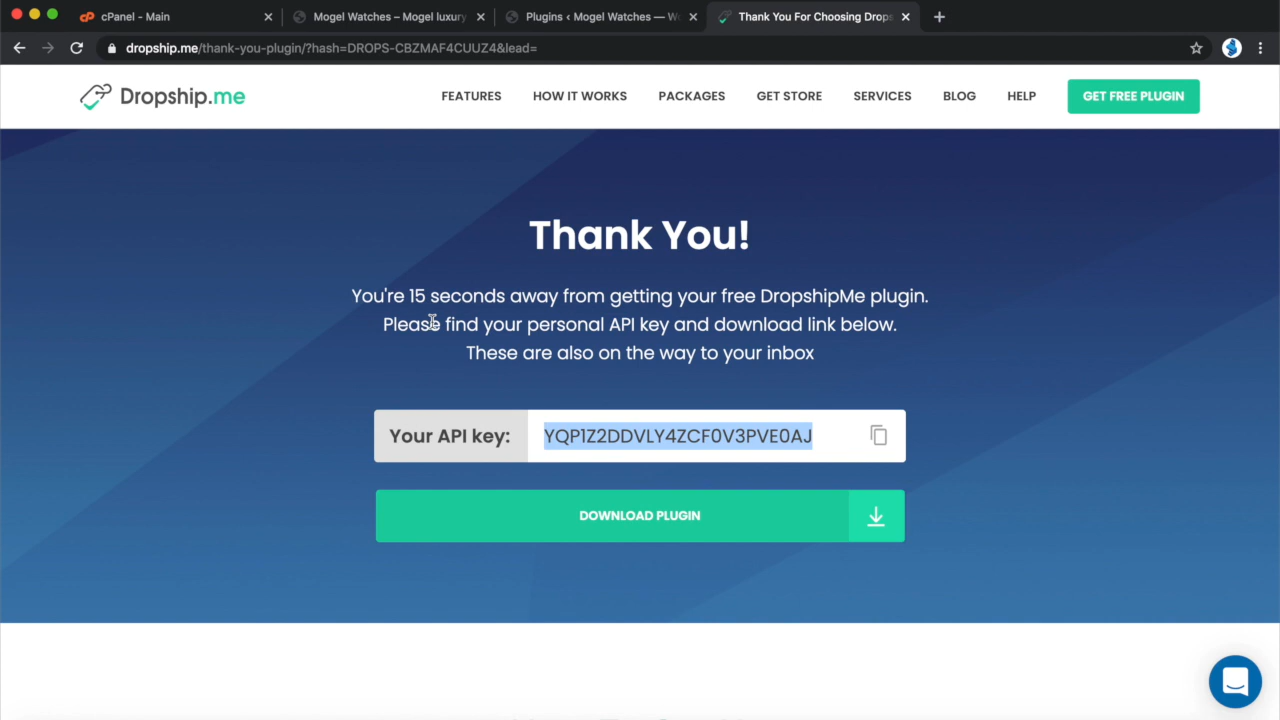 cPanel - Main
Mogel Watches – Mogel luxury
Plugins ‹ Mogel Watches — Wo
Thank You For Choosing Drops
dropship.me/thank-you-plugin/?hash=DROPS-CBZMAF4CUUZ4&lead=
Dropship.me
FEATURES
HOW IT WORKS
PACKAGES
GET STORE
SERVICES
BLOG
HELP
GET FREE PLUGIN
Thank You!
You're 15 seconds away from getting your free DropshipMe plugin.
Please find your personal API key and download link below.
These are also on the way to your inbox
Your API key:
YQP1Z2DDVLY4ZCF0V3PVE0AJ
DOWNLOAD PLUGIN